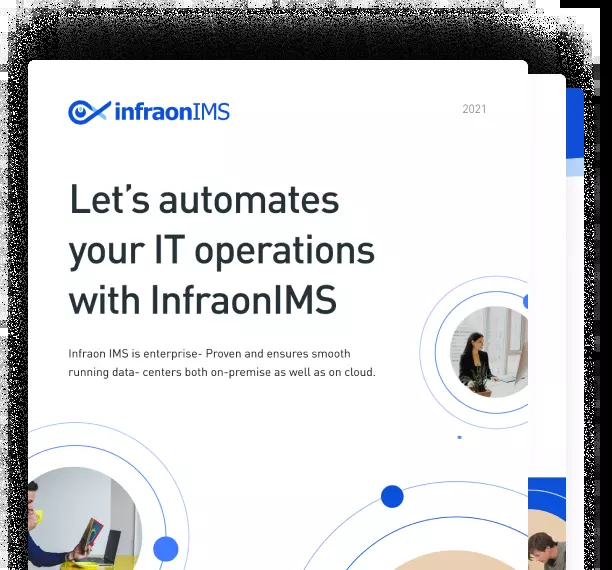 infraonIMS
2021
Let's automates
your IT operations
with InfraonIMS
Infraon IMS is enterprise- Proven and ensures smooth
running data- centers both on-premise as well as on cloud.